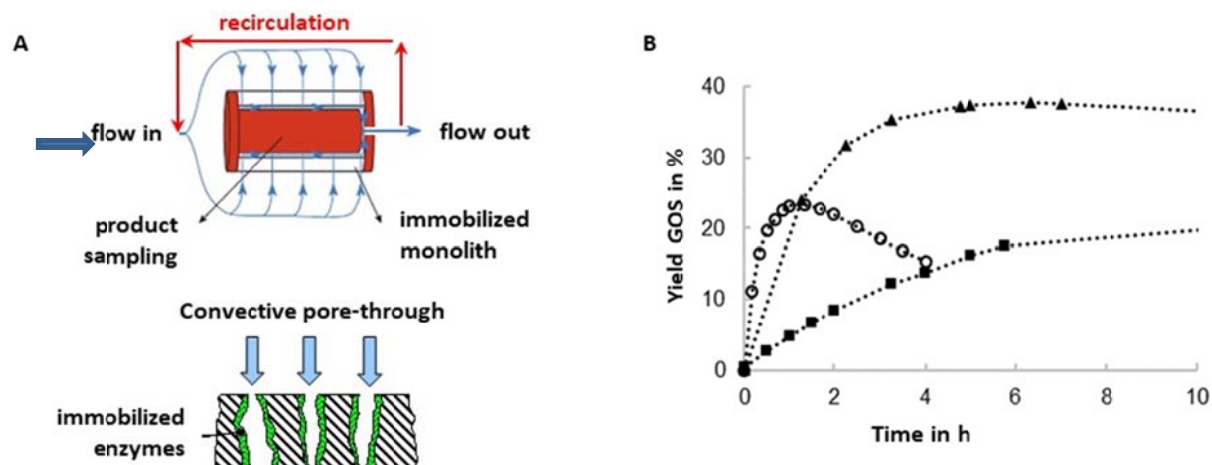 A
recirculation
flow in
flow out
product
sampling
immobilized
monolith
Convective pore-through
immobilized
enzymes
B
Yield GOS in %
40
30
20
10
0
0
2
4
6
8
10
Time in h